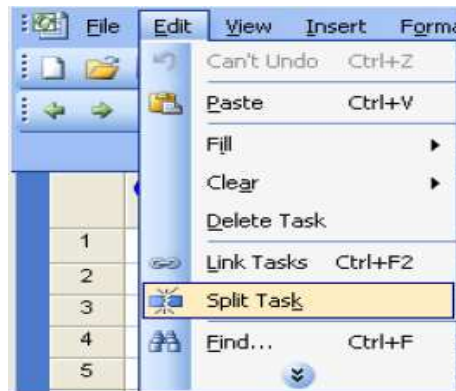 File Edit View Insert Forma
Can't Undo Ctrl+Z
Paste Ctrl+V
Fill
Clear
Delete Task
1
Link Tasks Ctrl+F2
2
Split Task
3
4 Find... Ctrl+F
5